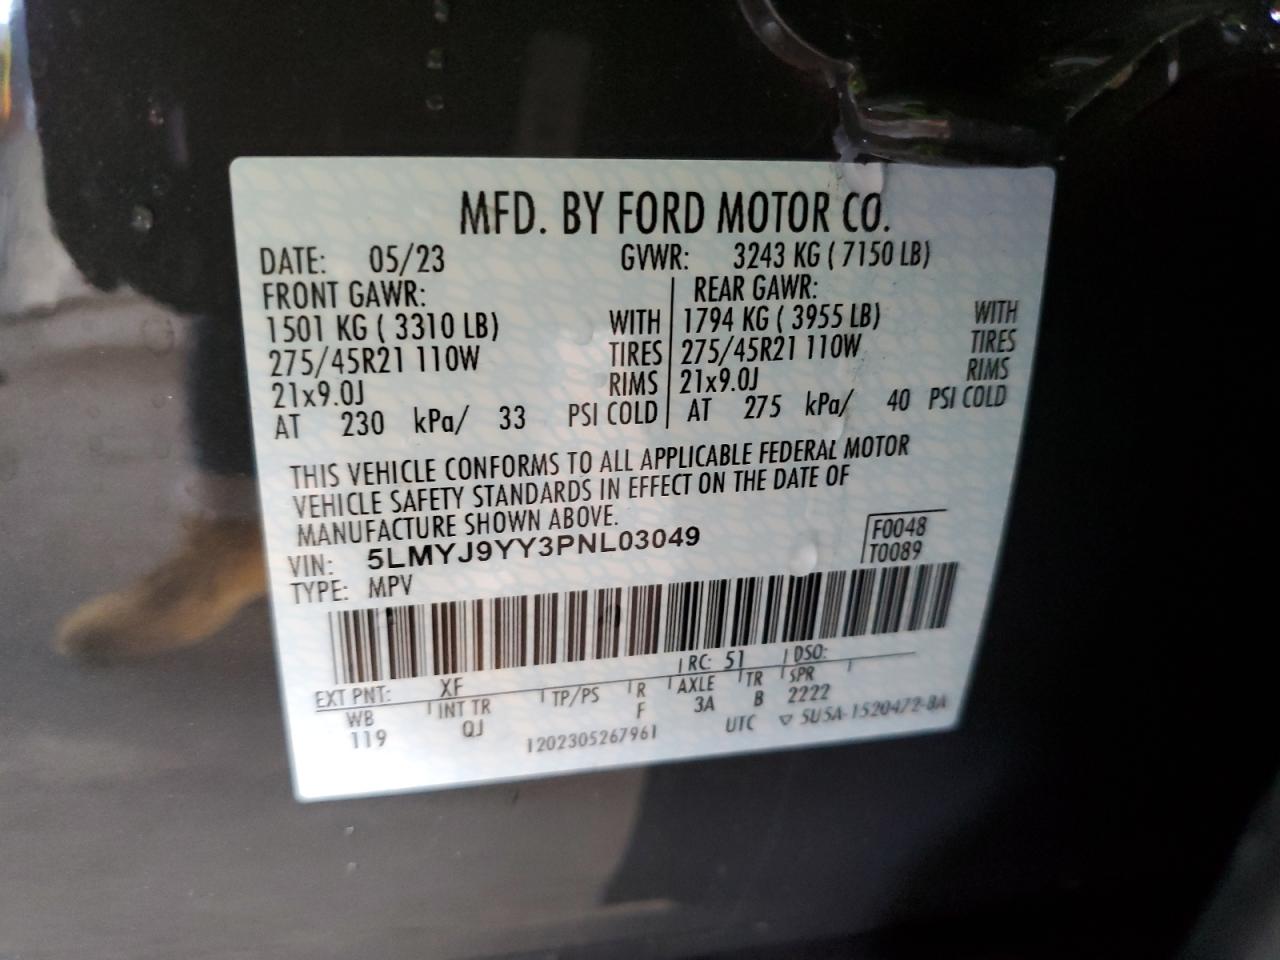 MFD. BY FORD MOTOR CO.
DATE: 05/23 GVWR: 3243 KG ( 7150 LB)
FRONT GAWR: REAR GAWR:
1501 KG ( 3310 LB) WITH 1794 KG ( 3955 LB) WITH
275/45R21 110W TIRES 275/45R21 110W TIRES
21x9.0J RIMS 21x9.0J RIMS
AT 230 kPa/ 33 PSI COLD AT 275 kPa/ 40 PSI COLD
THIS VEHICLE CONFORMS TO ALL APPLICABLE FEDERAL MOTOR
VEHICLE SAFETY STANDARDS IN EFFECT ON THE DATE OF
MANUFACTURE SHOWN ABOVE.
VIN: 5LMYJ9YY3PNL03049 F0048
TYPE: MPV T0089
EXT PNT: XF RC: 51 DSO:
WB INT TR TP/PS R AXLE TR SPR
119 QJ F 3A B 2222
1202305267961 UTC ▽ 5U5A-1520472-BA